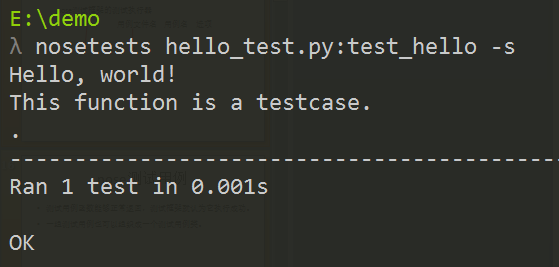 E:\demo
λ nosetests hello_test.py:test_hello -s
Hello, world!
This function is a testcase.
.
----------------------------------------------------------------------
Ran 1 test in 0.001s
OK